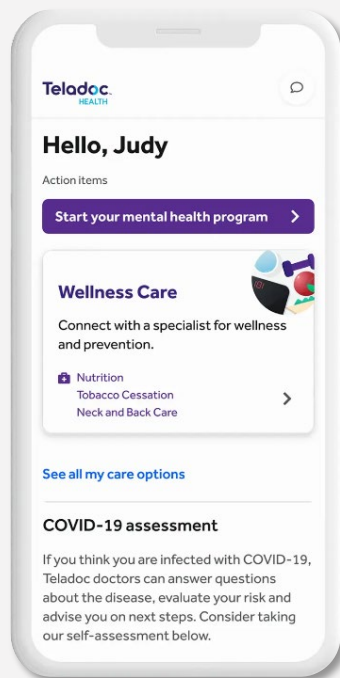 Teladoc
HEALTH
Hello, Judy
Action items
Start your mental health program
Wellness Care
Connect with a specialist for wellness
and prevention.
Nutrition
Tobacco Cessation
Neck and Back Care
See all my care options
COVID-19 assessment
If you think you are infected with COVID-19,
Teladoc doctors can answer questions
about the disease, evaluate your risk and
advise you on next steps. Consider taking
our self-assessment below.